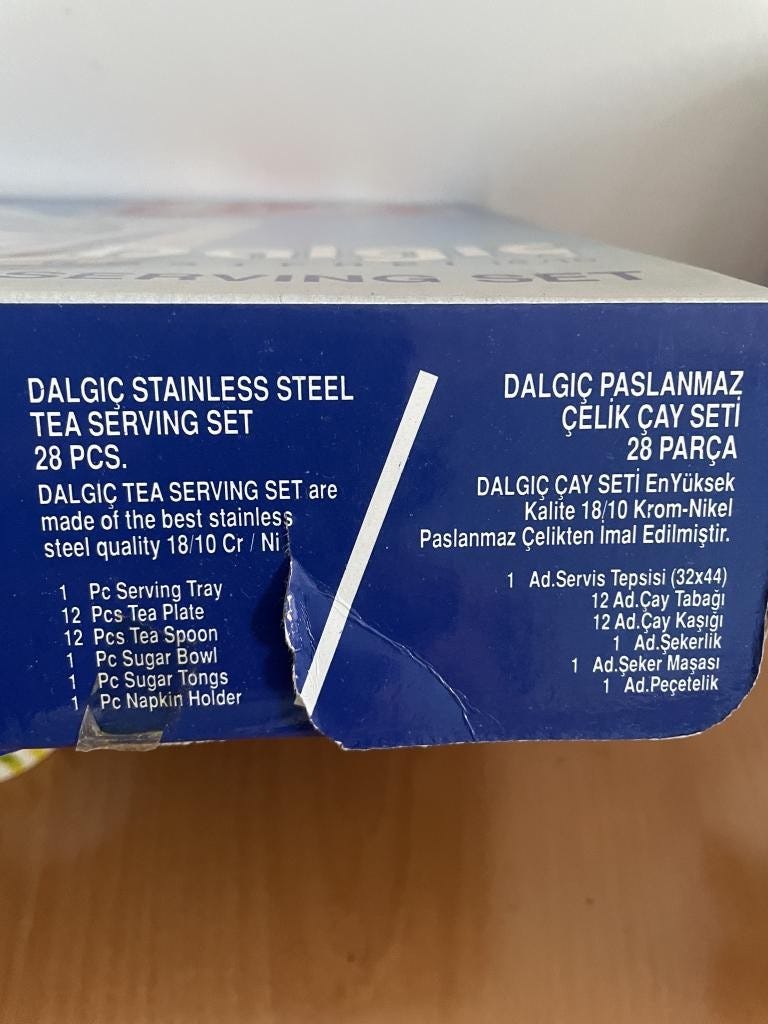 SERVING SET
DALGIÇ STAINLESS STEEL
TEA SERVING SET
28 PCS.
DALGIÇ TEA SERVING SET are
made of the best stainless
steel quality 18/10 Cr / Ni
1 Pc Serving Tray
12 Pcs Tea Plate
12 Pcs Tea Spoon
1 Pc Sugar Bowl
1 Pc Sugar Tongs
1 Pc Napkin Holder
DALGIÇ PASLANMAZ
ÇELİK ÇAY SETİ
28 PARÇA
DALGIÇ ÇAY SETİ EnYüksek
Kalite 18/10 Krom-Nikel
Paslanmaz Çelikten İmal Edilmiştir.
1 Ad.Servis Tepsisi (32x44)
12 Ad.Çay Tabağı
12 Ad.Çay Kaşığı
1 Ad.Şekerlik
1 Ad.Şeker Maşası
1 Ad.Peçetelik